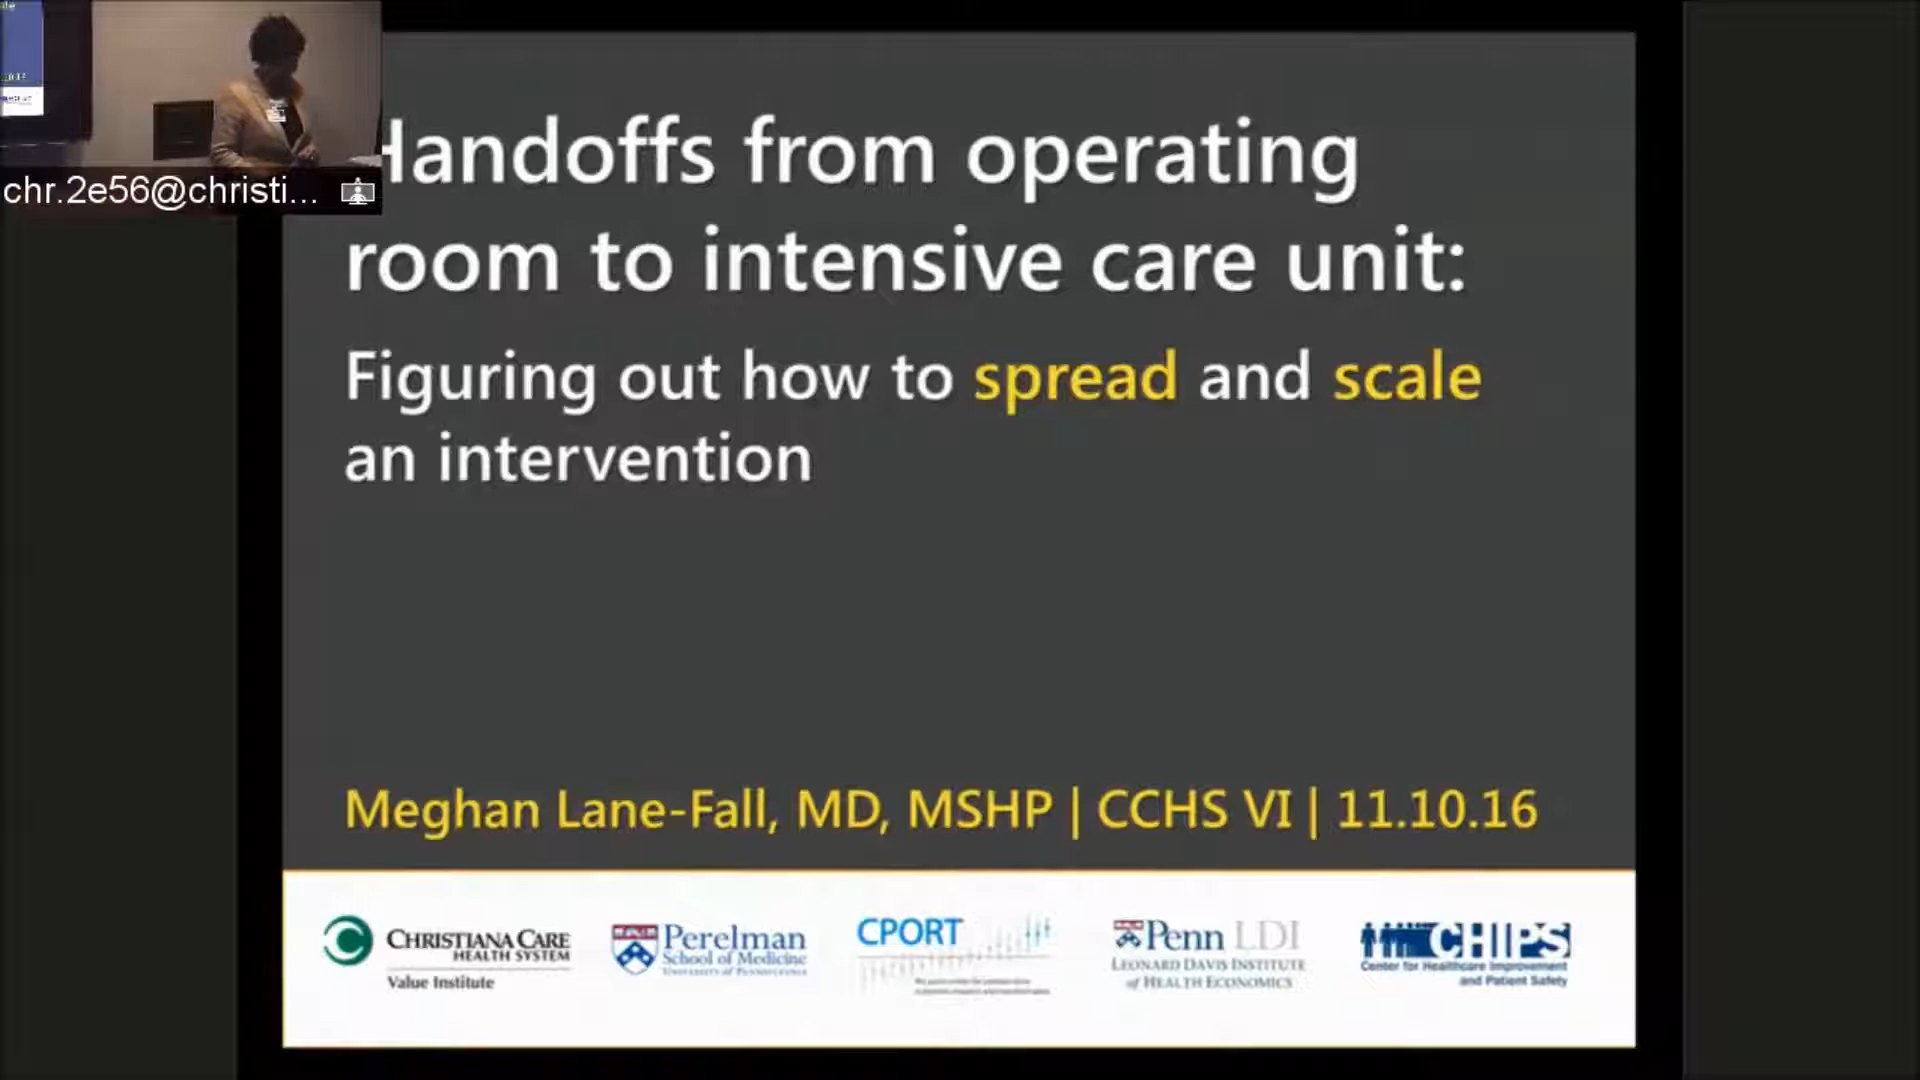 chr.2e56@christi...
Handoffs from operating
room to intensive care unit:
Figuring out how to spread and scale
an intervention
Meghan Lane-Fall, MD, MSHP | CCHS VI | 11.10.16
CHRISTIANA CARE
HEALTH SYSTEM
Value Institute
Perelman
School of Medicine
UNIVERSITY of PENNSYLVANIA
CPORT
Penn LDI
LEONARD DAVIS INSTITUTE
of HEALTH ECONOMICS
CHIPS
Center for Healthcare Improvement
and Patient Safety